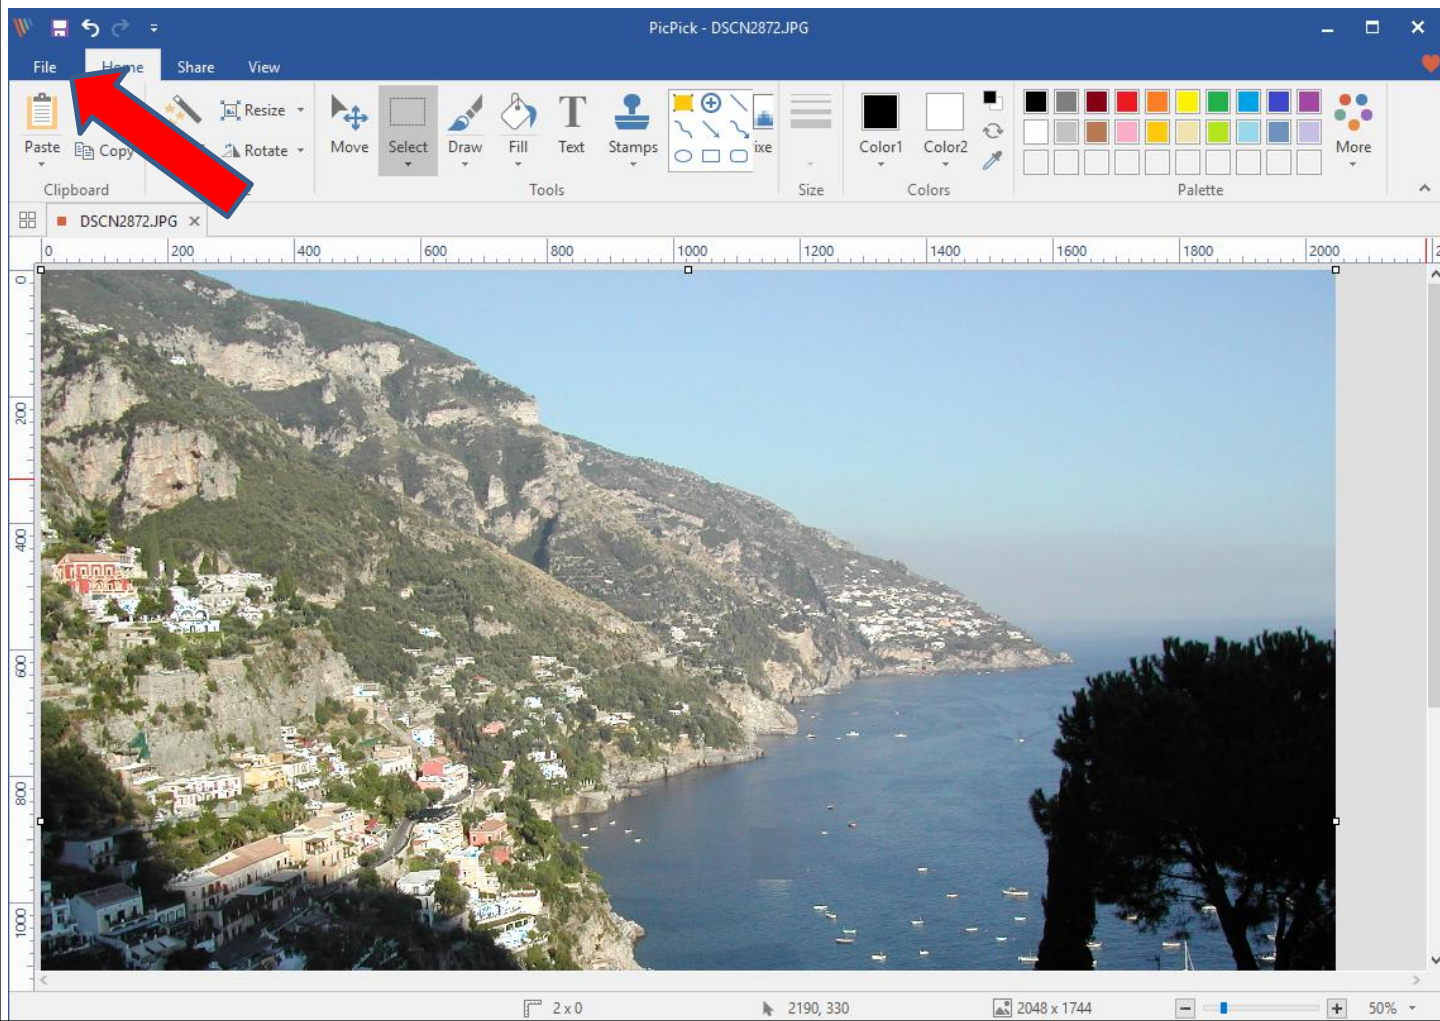 PicPick - DSCN2872.JPG
File Home Share View
Resize
Paste Copy Rotate Move Select Draw Fill Text Stamps ixe Color1 Color2 More
Clipboard Tools Size Colors Palette
DSCN2872.JPG
0 200 400 600 800 1000 1200 1400 1600 1800 2000
0
200
400
600
800
1000
2 x 0 2190, 330 2048 x 1744 50%